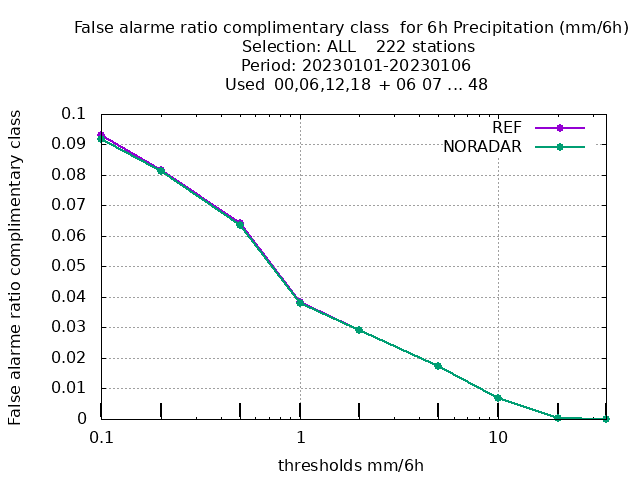 False alarme ratio complimentary class  for 6h Precipitation (mm/6h)
Selection: ALL    222 stations
Period: 20230101-20230106
Used  00,06,12,18  + 06 07 ... 48
False alarme ratio complimentary class
0.1
0.09
0.08
0.07
0.06
0.05
0.04
0.03
0.02
0.01
0
REF
NORADAR
0.1
1
10
thresholds mm/6h